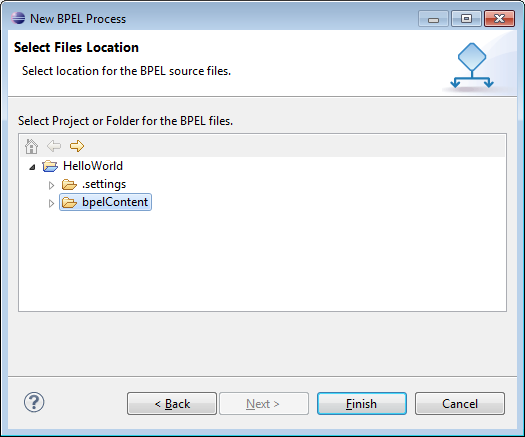 New BPEL Process
Select Files Location
Select location for the BPEL source files.
Select Project or Folder for the BPEL files.
HelloWorld
.settings
bpelContent
? < Back Next > Finish Cancel